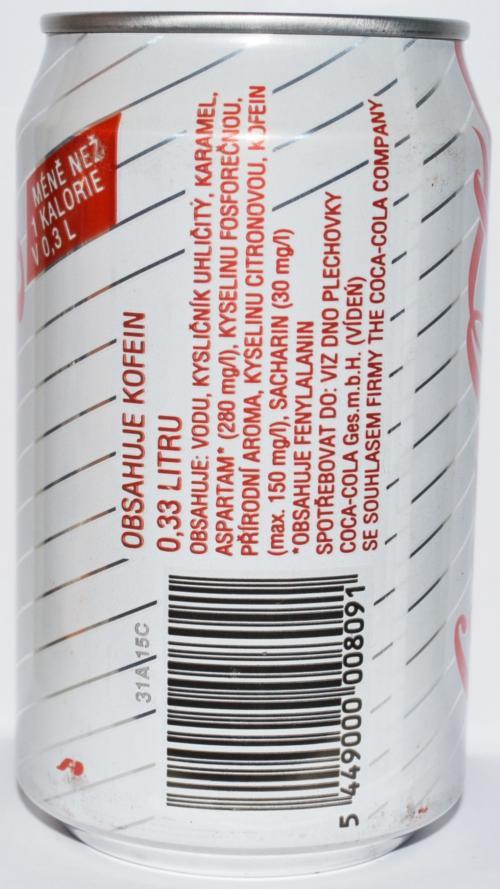 MÉNĚ NEŽ
1 KALORIE
V 0,3 L
OBSAHUJE KOFEIN
0,33 LITRU
OBSAHUJE: VODU, KYSLIČNÍK UHLIČITÝ, KARAMEL,
ASPARTAM* (280 mg/l), KYSELINU FOSFOREČNOU,
PŘÍRODNÍ AROMA, KYSELINU CITRONOVOU, KOFEIN
(max. 150 mg/l), SACHARIN (30 mg/l)
*OBSAHUJE FENYLALANIN
SPOTŘEBOVAT DO: VIZ DNO PLECHOVKY
COCA-COLA Ges.m.b.H. (VÍDEŇ)
SE SOUHLASEM FIRMY THE COCA-COLA COMPANY
31A 15C
5 449000 008091